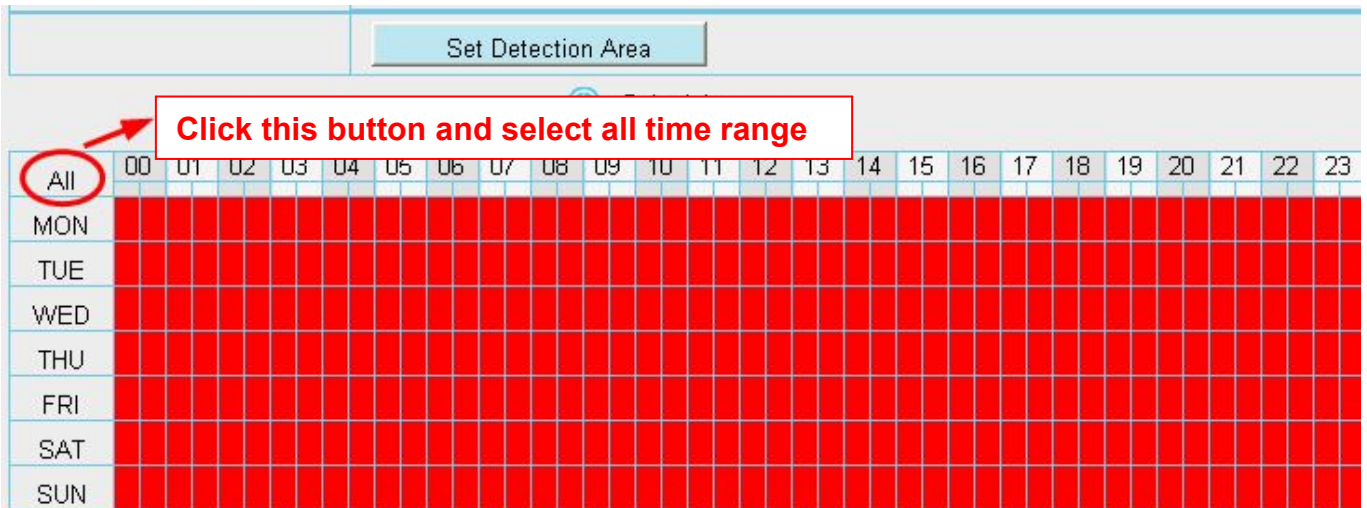 Set Detection Area
Click this button and select all time range
All 00 01 02 03 04 05 06 07 08 09 10 11 12 13 14 15 16 17 18 19 20 21 22 23
MON
TUE
WED
THU
FRI
SAT
SUN